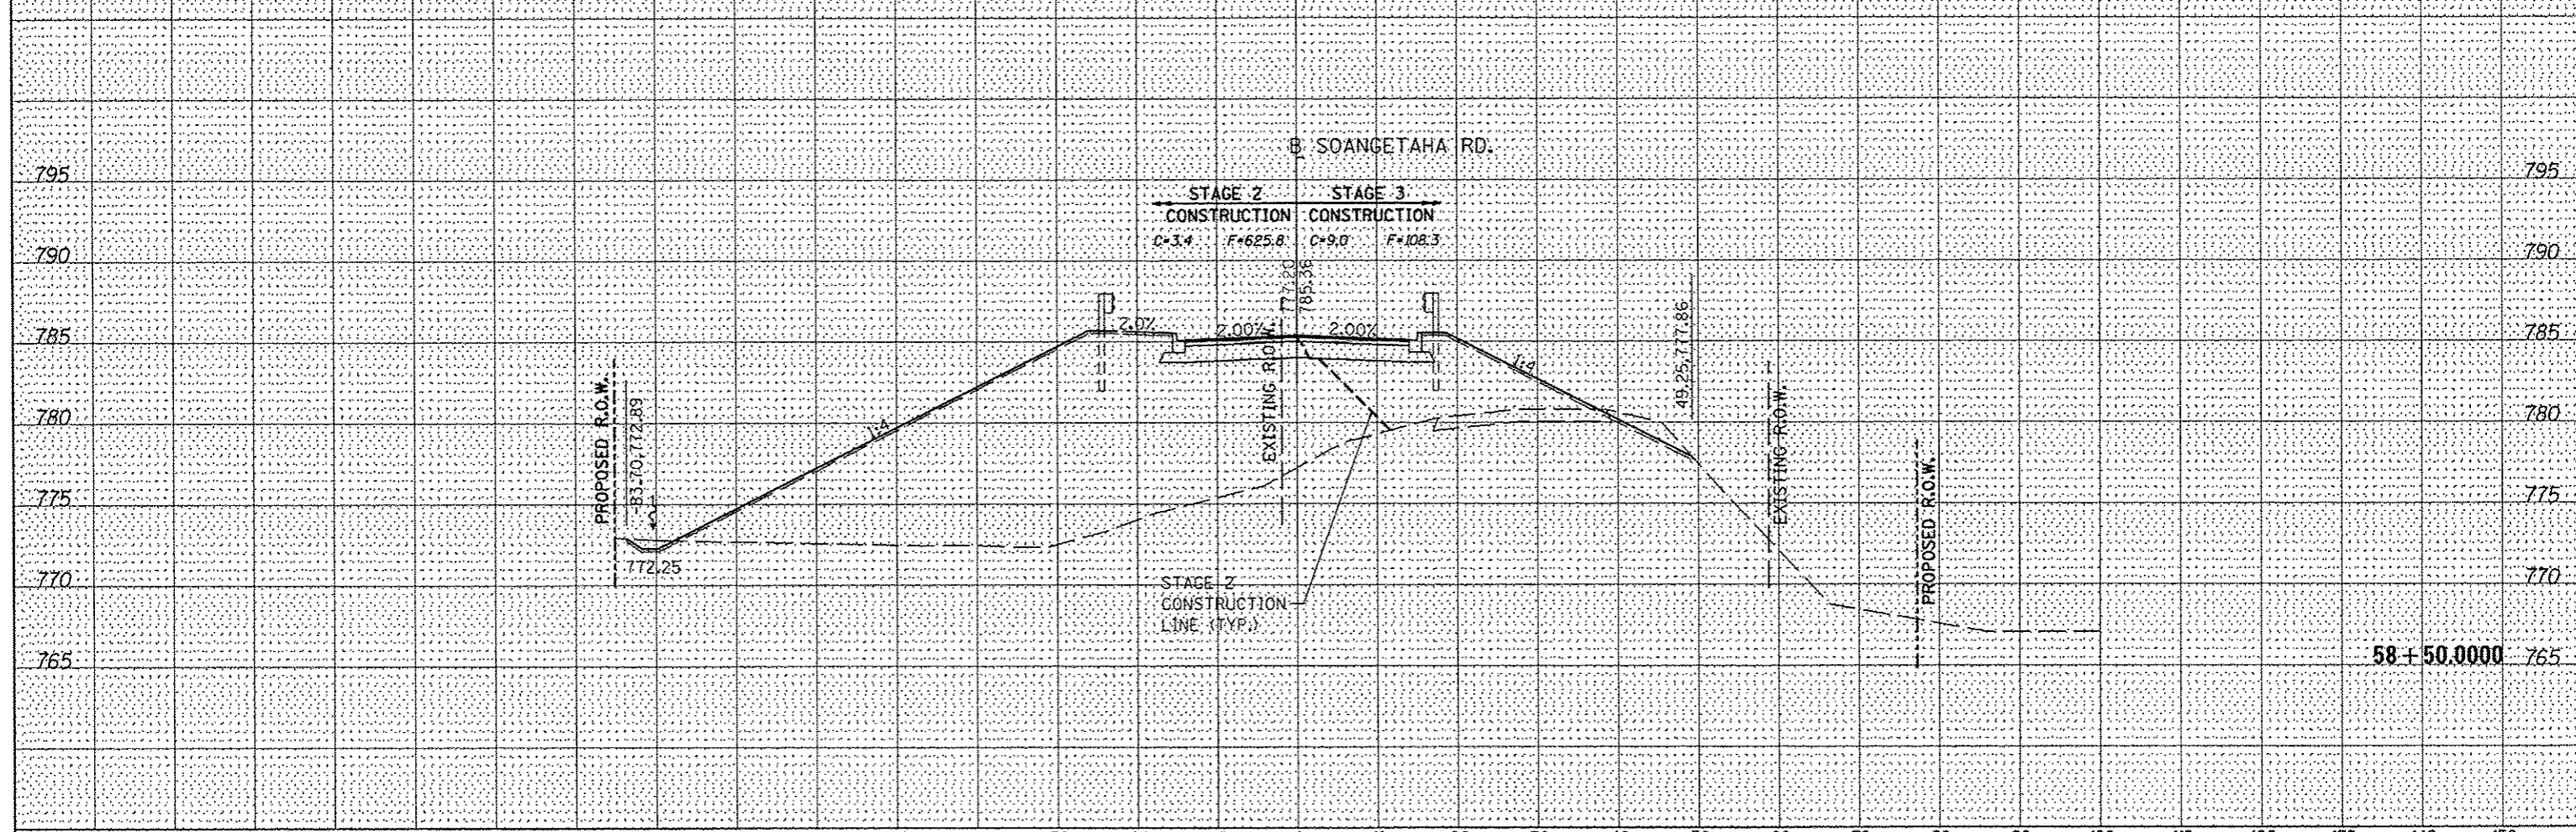 B SOANGETAHA RD.
795
795
STAGE 2
STAGE 3
CONSTRUCTION
CONSTRUCTION
C=3.4
F=625.8
C=9.0
F=108.3
790
790
777.20
785.38
2.0%
2.00%
2.00%
785
785
1:4
1:4
49.25,777.86
PROPOSED R.O.W.
-83.70,772.89
EXISTING R.O.W.
EXISTING R.O.W.
PROPOSED R.O.W.
780
780
775
775
772.25
770
770
STAGE 2
CONSTRUCTION
LINE (TYP.)
765
58 + 50.0000
765